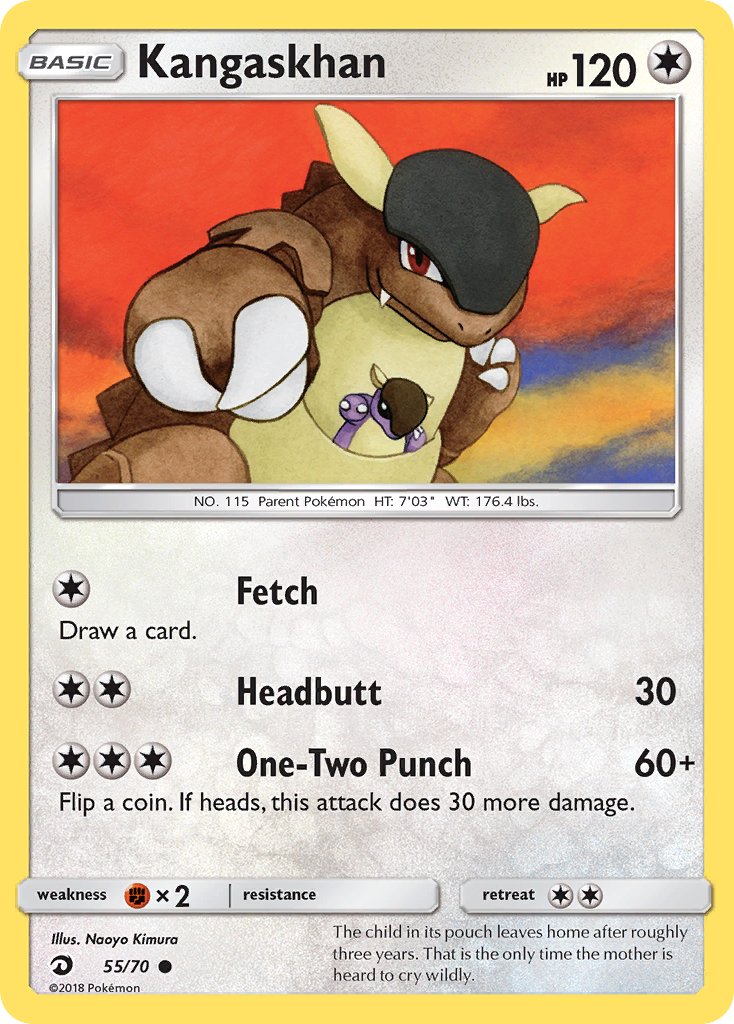 BASIC Kangaskhan HP 120
NO. 115 Parent Pokémon HT: 7'03" WT: 176.4 lbs.
Fetch
Draw a card.
Headbutt 30
One-Two Punch 60+
Flip a coin. If heads, this attack does 30 more damage.
weakness ×2 resistance retreat
Illus. Naoyo Kimura
55/70
©2018 Pokémon
The child in its pouch leaves home after roughly
three years. That is the only time the mother is
heard to cry wildly.